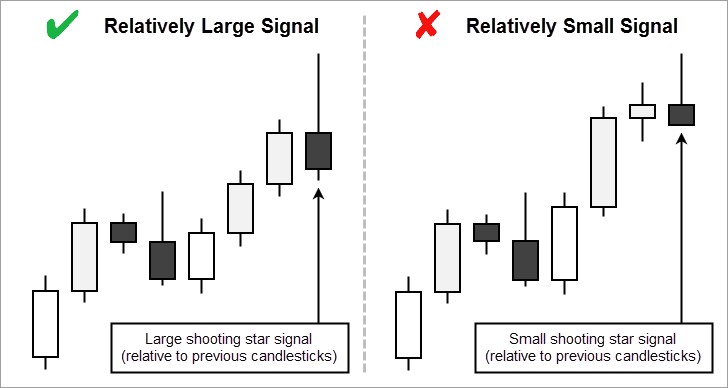 Relatively Large Signal
Relatively Small Signal
Large shooting star signal
(relative to previous candlesticks)
Small shooting star signal
(relative to previous candlesticks)